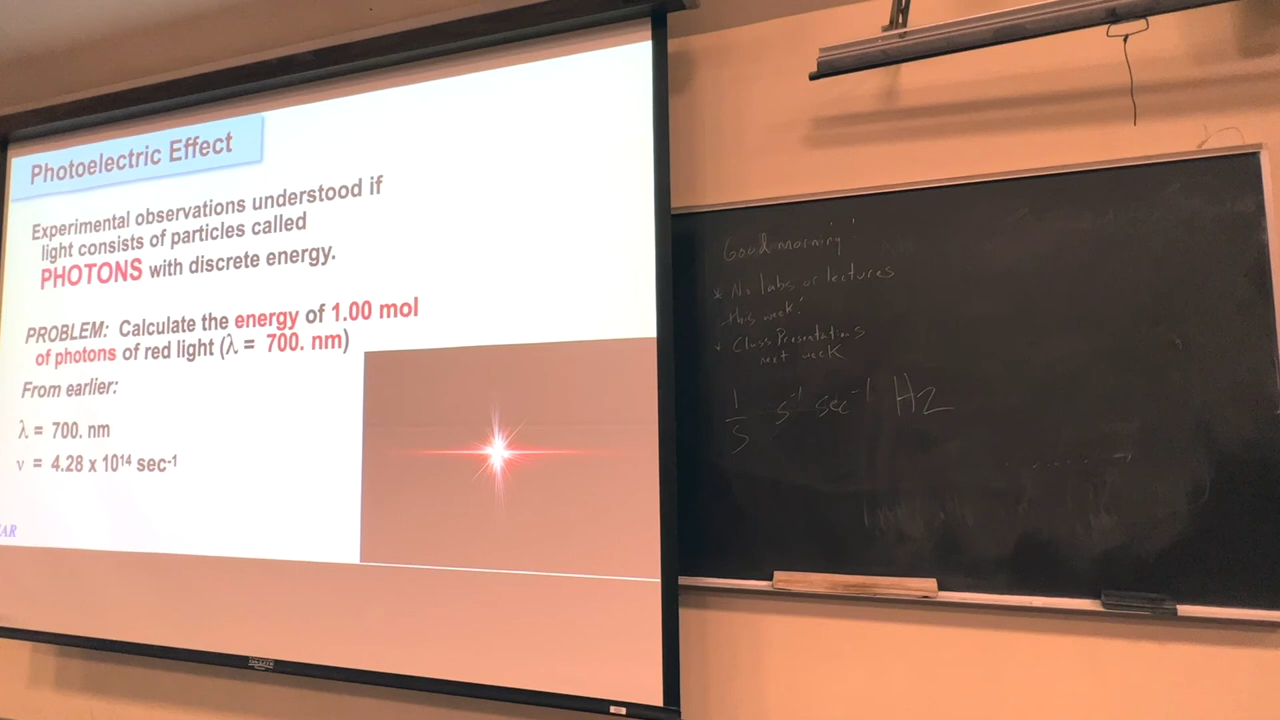 Photoelectric Effect
Experimental observations understood if
light consists of particles called
PHOTONS with discrete energy.
PROBLEM: Calculate the energy of 1.00 mol
of photons of red light (λ = 700. nm)
From earlier:
λ = 700. nm
ν = 4.28 x 10¹⁴ sec⁻¹
AR
Good morning!
* No labs or lectures
this week!
* Class Presentations
next week
1/s s⁻¹ sec⁻¹ Hz